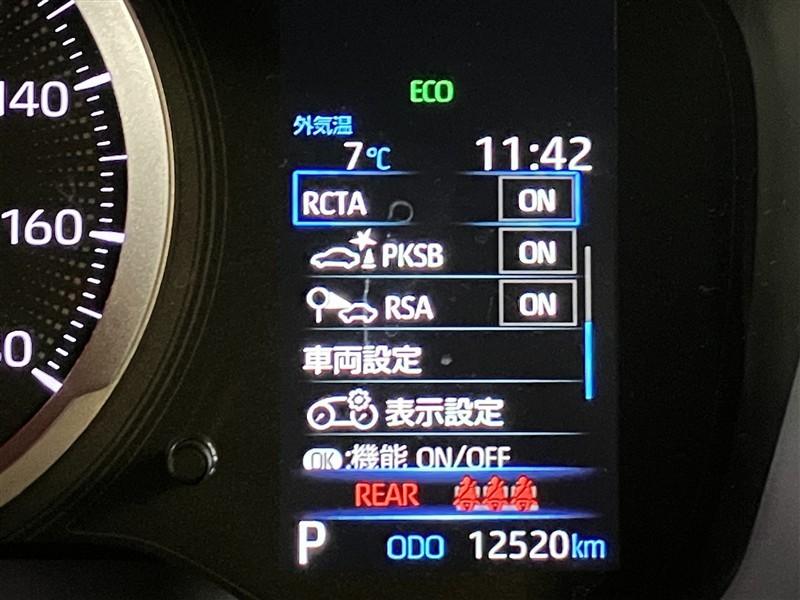 140
160
ECO
外気温
7℃ 11:42
RCTA ON
PKSB ON
RSA ON
車両設定
表示設定
OK:機能 ON/OFF
REAR
P ODO 12520km